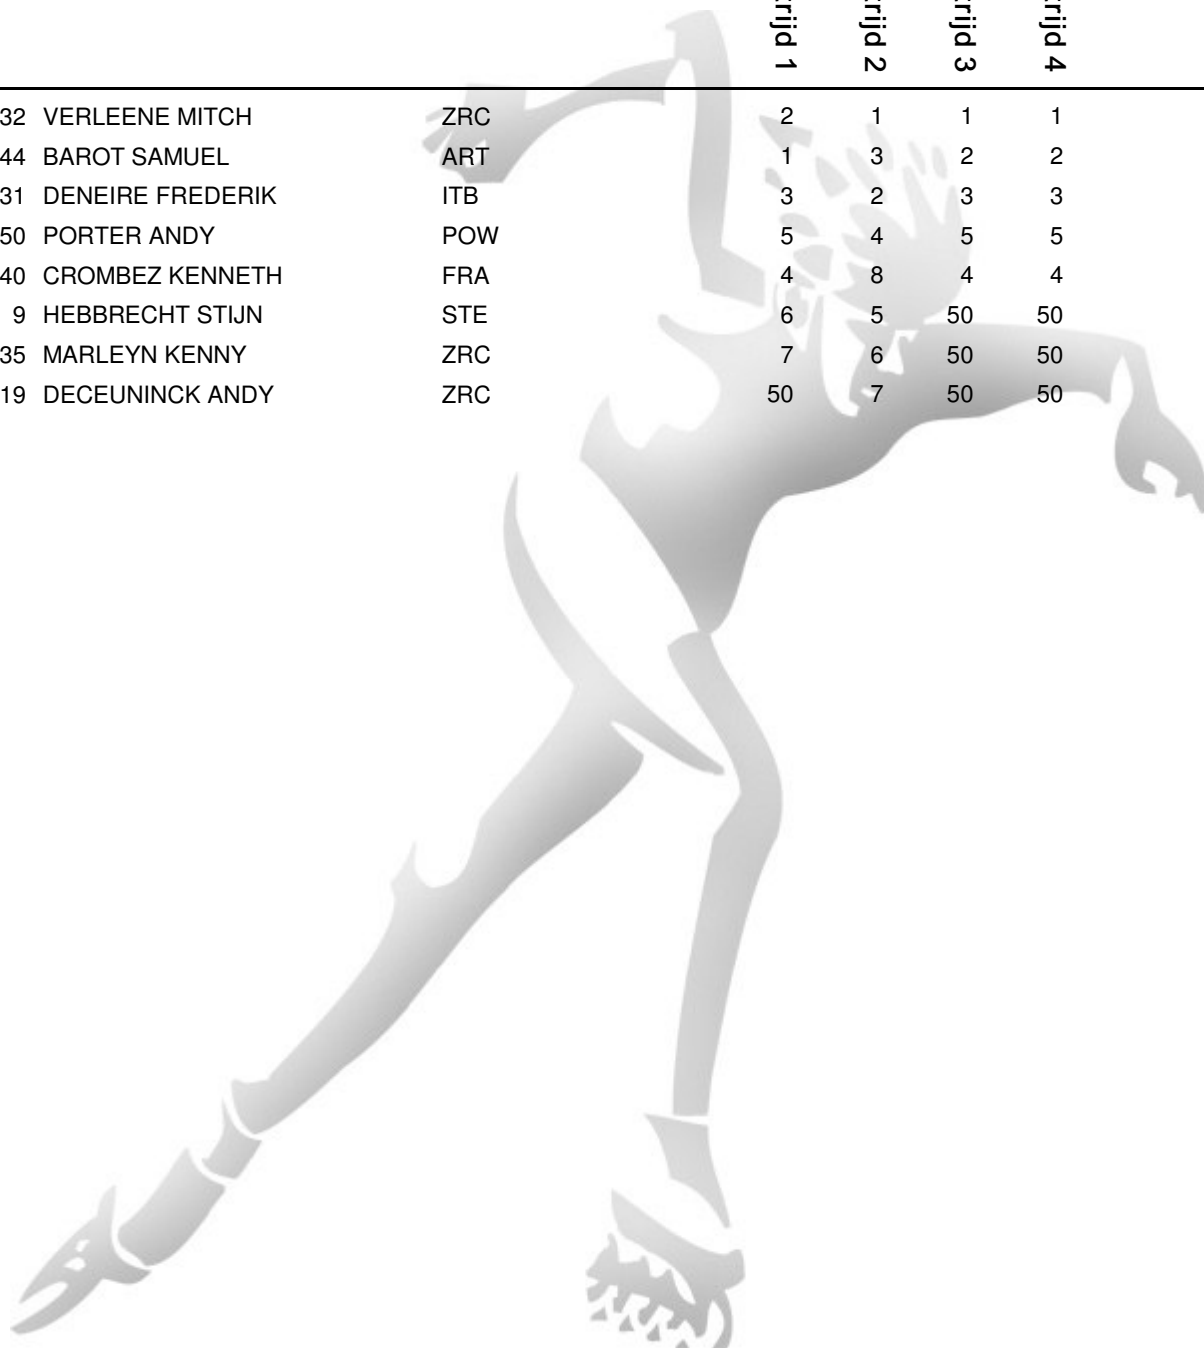 rijd 1 rijd 2 rijd 3 rijd 4
32 VERLEENE MITCH ZRC 2 1 1 1
44 BAROT SAMUEL ART 1 3 2 2
31 DENEIRE FREDERIK ITB 3 2 3 3
50 PORTER ANDY POW 5 4 5 5
40 CROMBEZ KENNETH FRA 4 8 4 4
9 HEBBRECHT STIJN STE 6 5 50 50
35 MARLEYN KENNY ZRC 7 6 50 50
19 DECEUNINCK ANDY ZRC 50 7 50 50